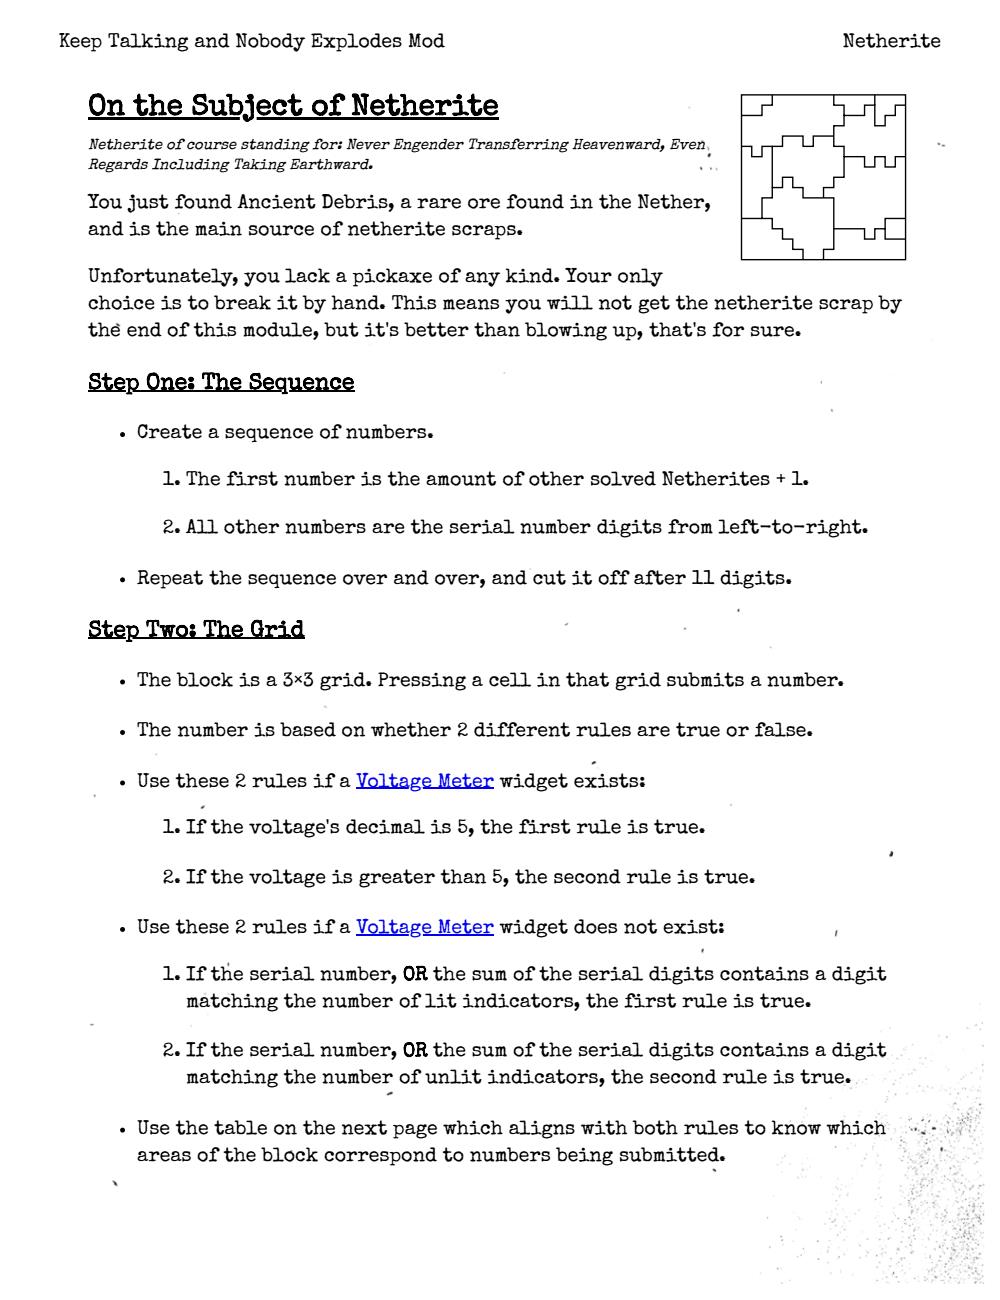 Keep Talking and Nobody Explodes Mod
Netherite
On the Subject of Netherite
Netherite of course standing for: Never Engender Transferring Heavenward, Even
Regards Including Taking Earthward.
You just found Ancient Debris, a rare ore found in the Nether,
and is the main source of netherite scraps.
Unfortunately, you lack a pickaxe of any kind. Your only
choice is to break it by hand. This means you will not get the netherite scrap by
the end of this module, but it's better than blowing up, that's for sure.
Step One: The Sequence
• Create a sequence of numbers.
1. The first number is the amount of other solved Netherites + 1.
2. All other numbers are the serial number digits from left-to-right.
• Repeat the sequence over and over, and cut it off after 11 digits.
Step Two: The Grid
• The block is a 3×3 grid. Pressing a cell in that grid submits a number.
• The number is based on whether 2 different rules are true or false.
• Use these 2 rules if a Voltage Meter widget exists:
1. If the voltage's decimal is 5, the first rule is true.
2. If the voltage is greater than 5, the second rule is true.
• Use these 2 rules if a Voltage Meter widget does not exist:
1. If the serial number, OR the sum of the serial digits contains a digit
matching the number of lit indicators, the first rule is true.
2. If the serial number, OR the sum of the serial digits contains a digit
matching the number of unlit indicators, the second rule is true.
• Use the table on the next page which aligns with both rules to know which
areas of the block correspond to numbers being submitted.